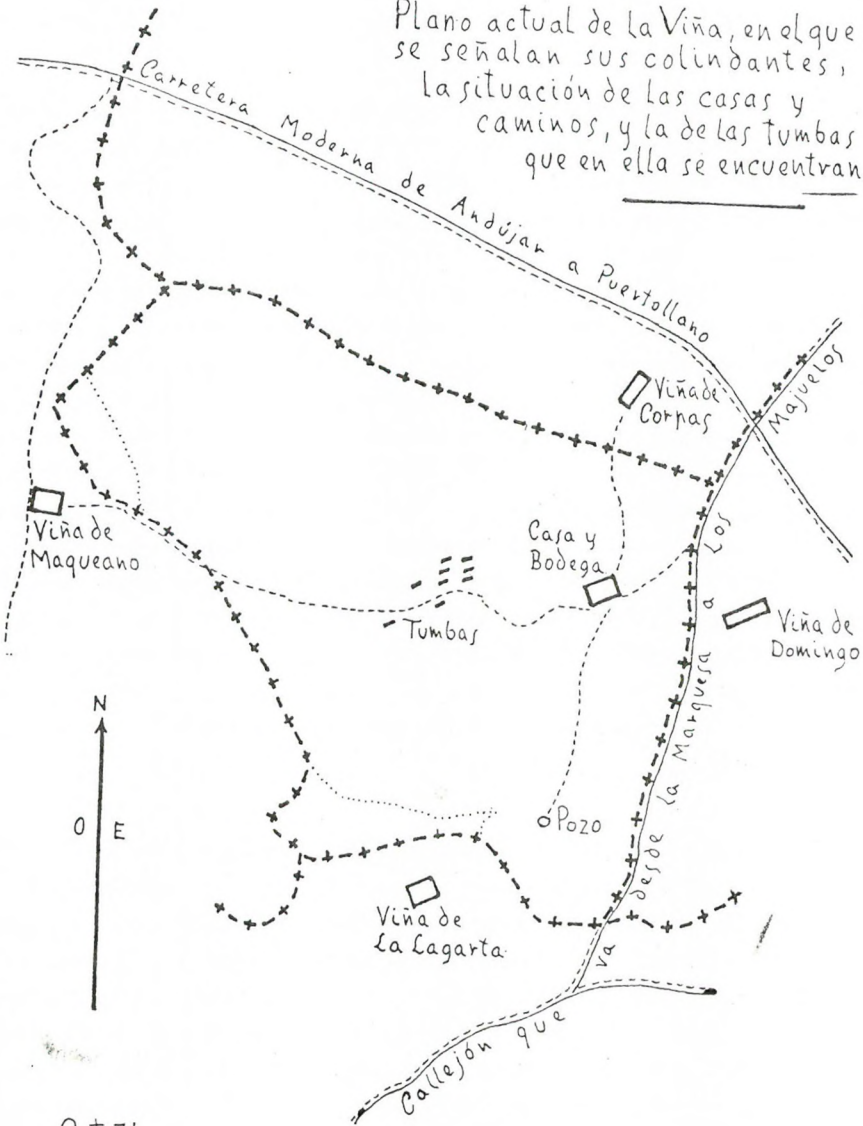 Plano actual de la Viña, en el que
se señalan sus colindantes,
la situación de las casas y
caminos, y la de las tumbas
que en ella se encuentran
Carretera Moderna de Andújar a Puertollano
Viña de
Corpas
Viña de
Maqueano
Casa y
Bodega
Tumbas
Viña de
Domingo
N
O E
Pozo
Viña de
La Lagarta
Callejón que va desde la Marquesa a Los Majuelos